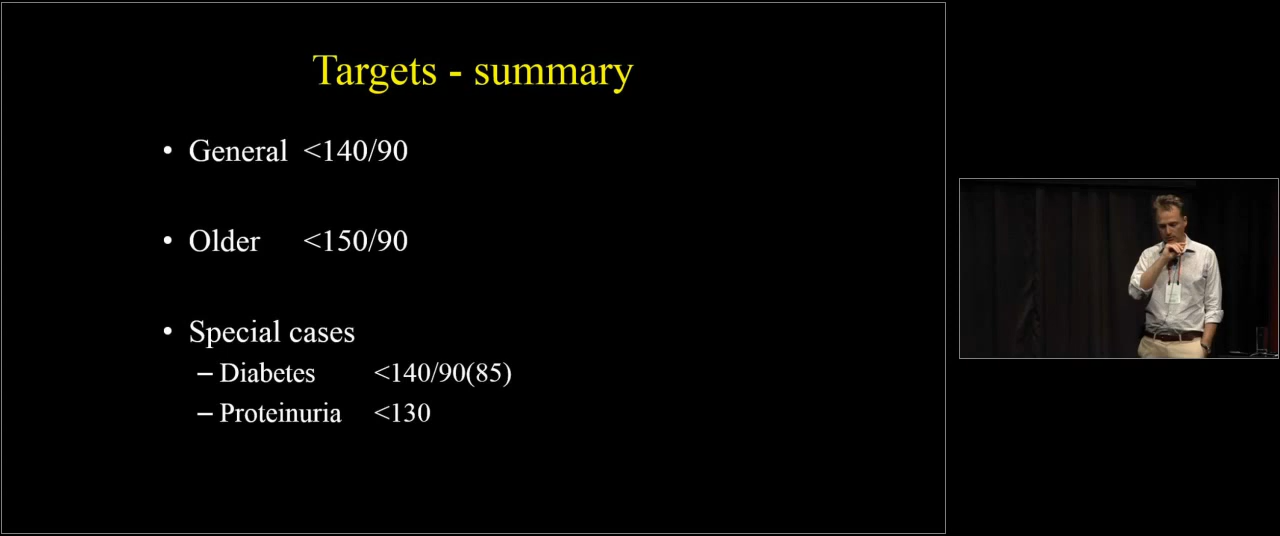 Targets - summary
• General <140/90
• Older <150/90
• Special cases
– Diabetes <140/90(85)
– Proteinuria <130